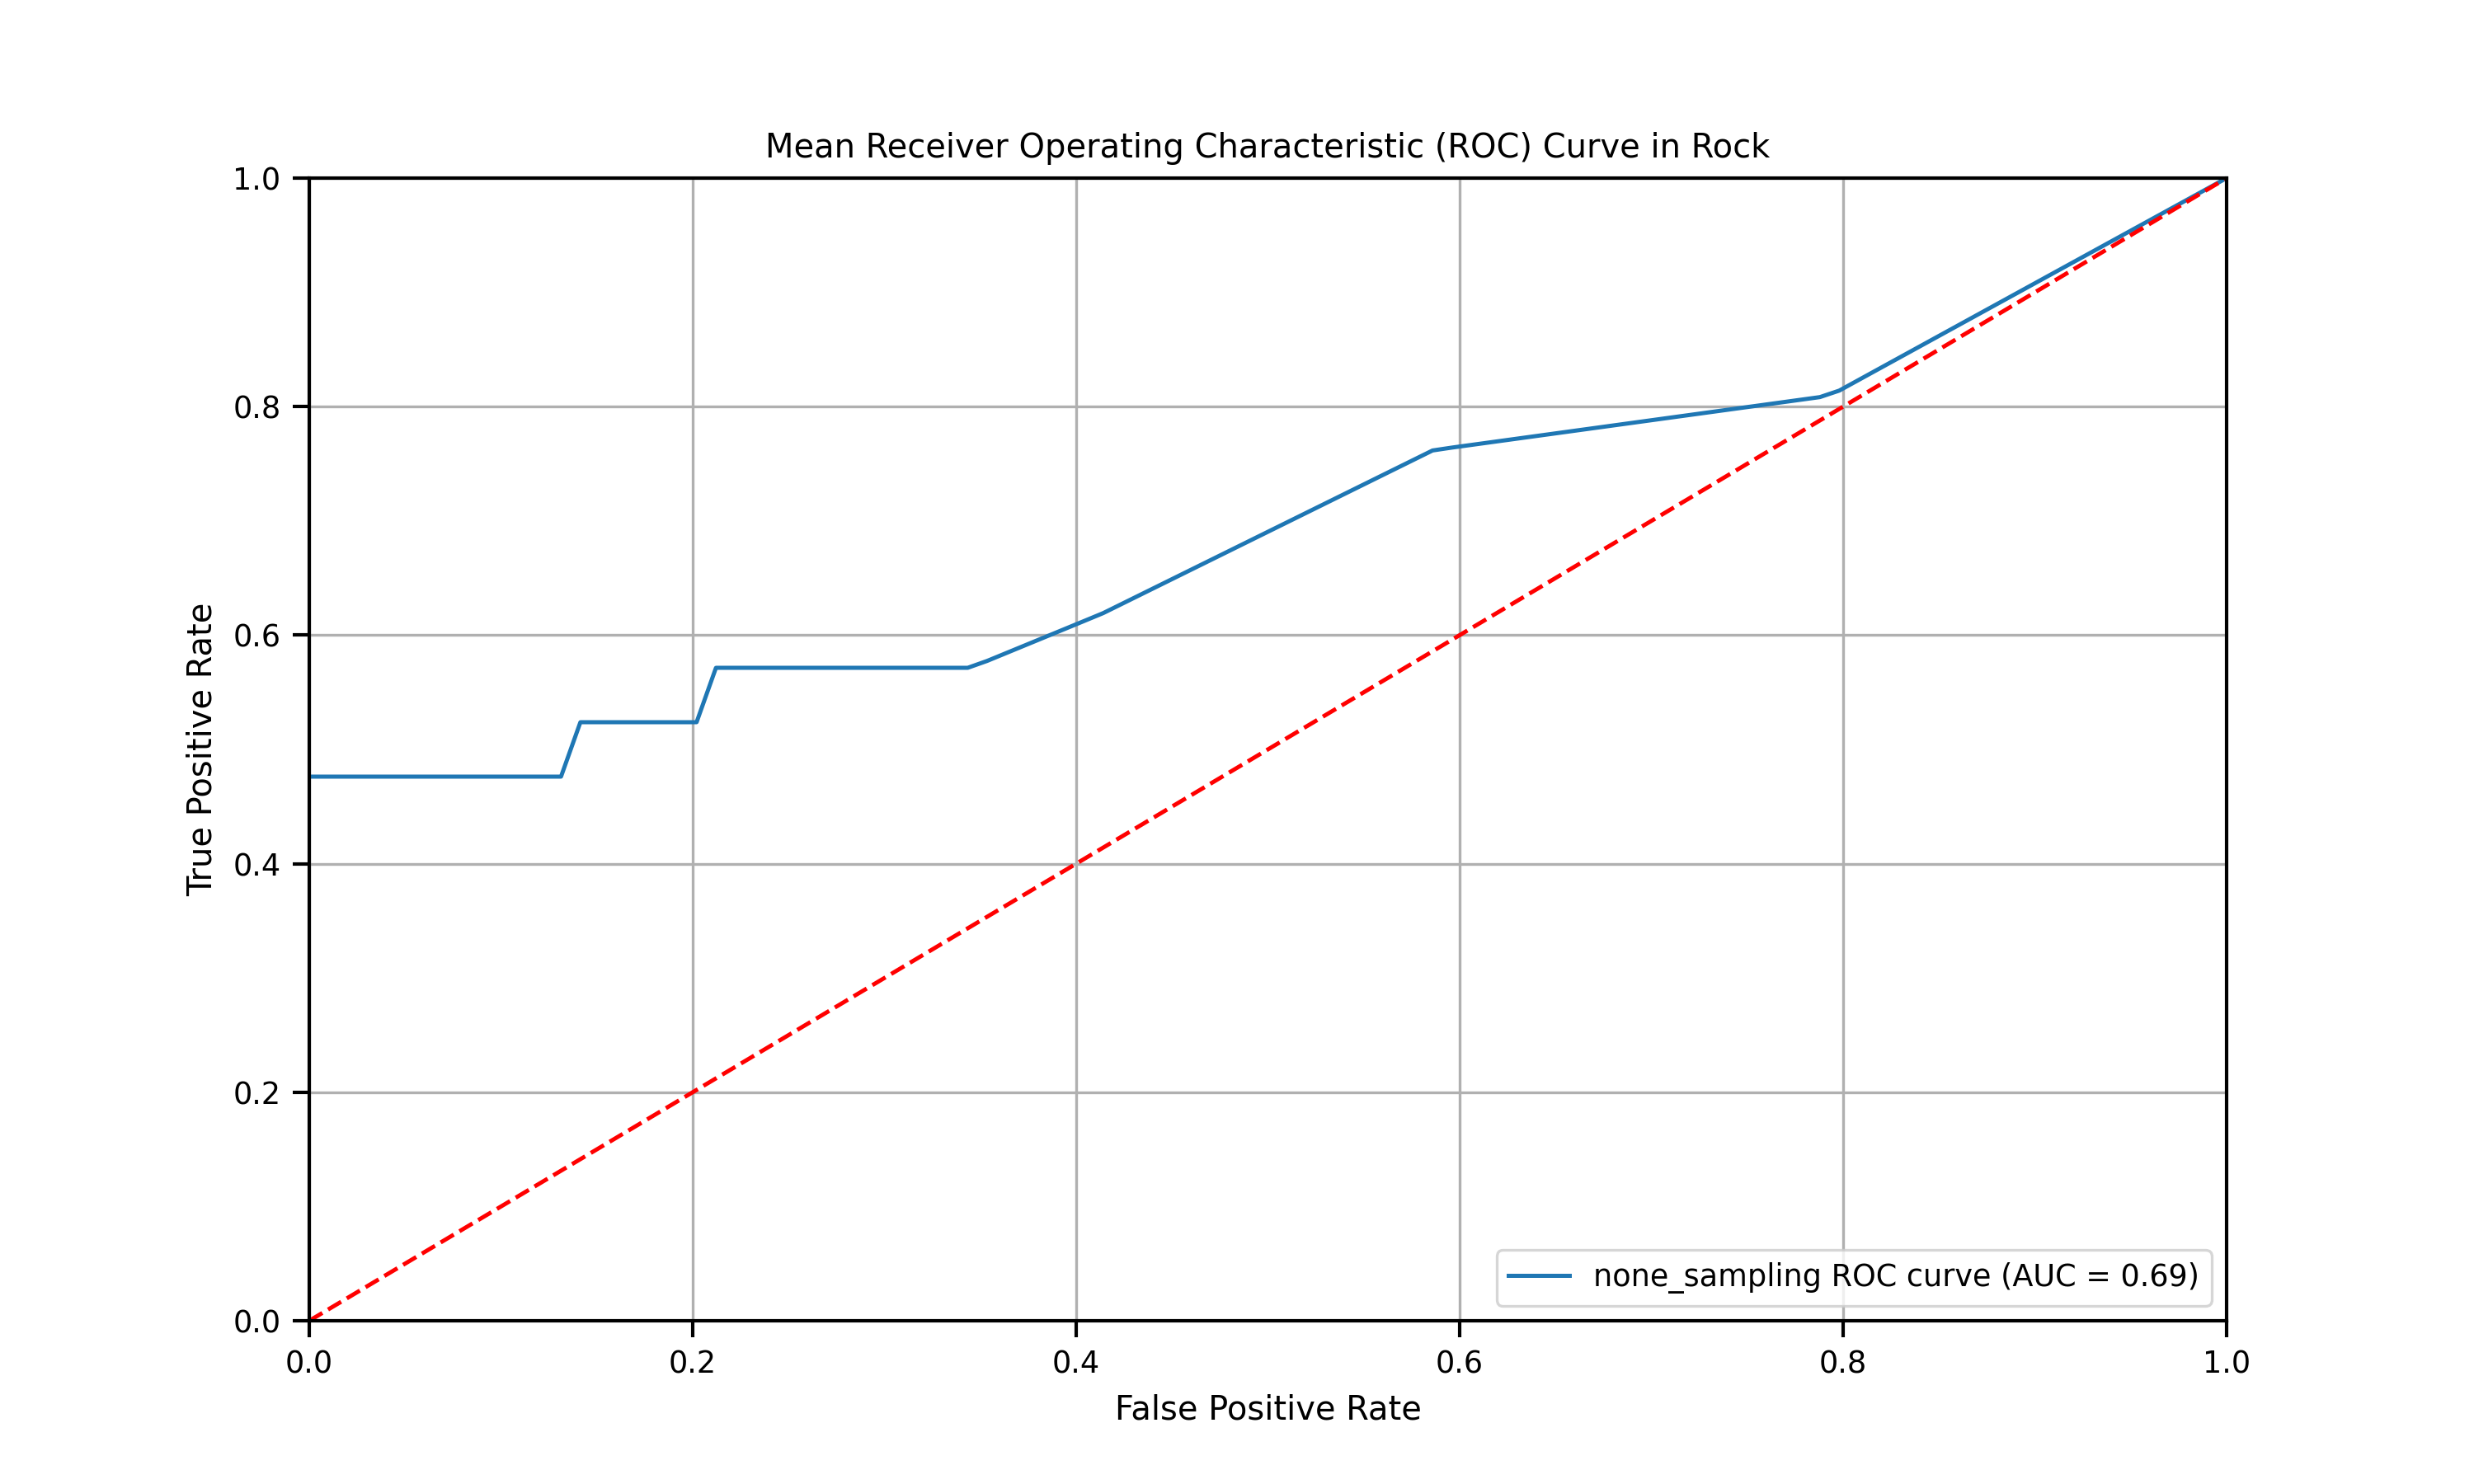 Mean Receiver Operating Characteristic (ROC) Curve in Rock
1.0
0.8
0.6
0.4
0.2
0.0
True Positive Rate
none_sampling ROC curve (AUC = 0.69)
0.0 0.2 0.4 0.6 0.8 1.0
False Positive Rate